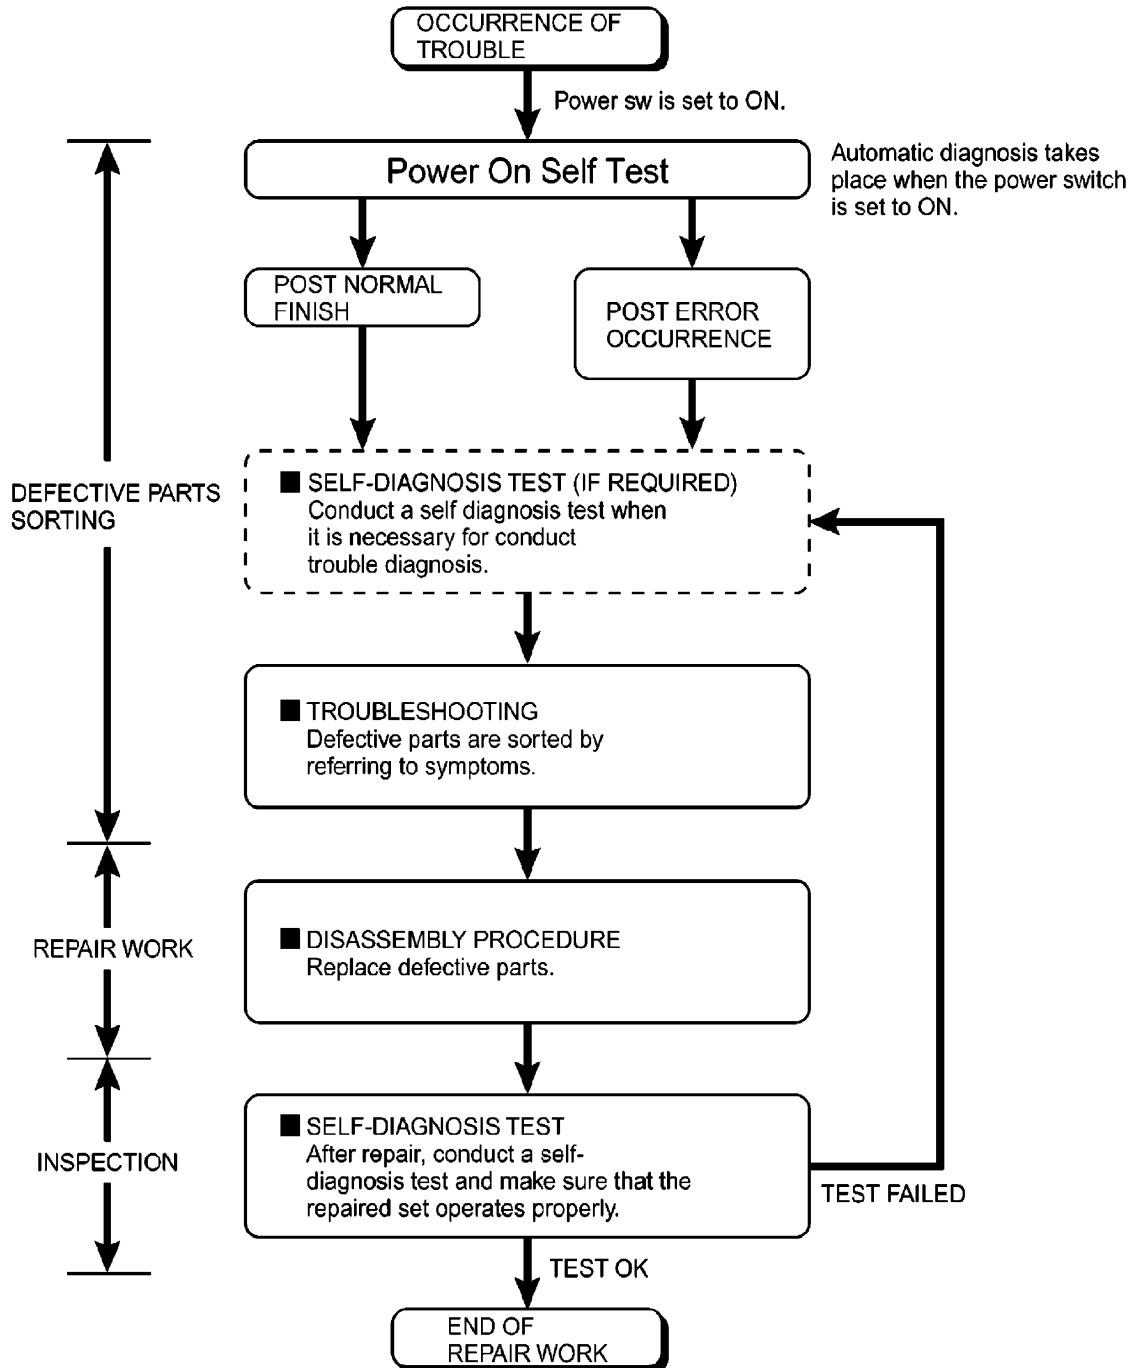 OCCURRENCE OF
TROUBLE
Power sw is set to ON.
Power On Self Test
Automatic diagnosis takes
place when the power switch
is set to ON.
POST NORMAL
FINISH
POST ERROR
OCCURRENCE
DEFECTIVE PARTS
SORTING
■ SELF-DIAGNOSIS TEST (IF REQUIRED)
Conduct a self diagnosis test when
it is necessary for conduct
trouble diagnosis.
■ TROUBLESHOOTING
Defective parts are sorted by
referring to symptoms.
REPAIR WORK
■ DISASSEMBLY PROCEDURE
Replace defective parts.
INSPECTION
■ SELF-DIAGNOSIS TEST
After repair, conduct a self-
diagnosis test and make sure that the
repaired set operates properly.
TEST FAILED
TEST OK
END OF
REPAIR WORK